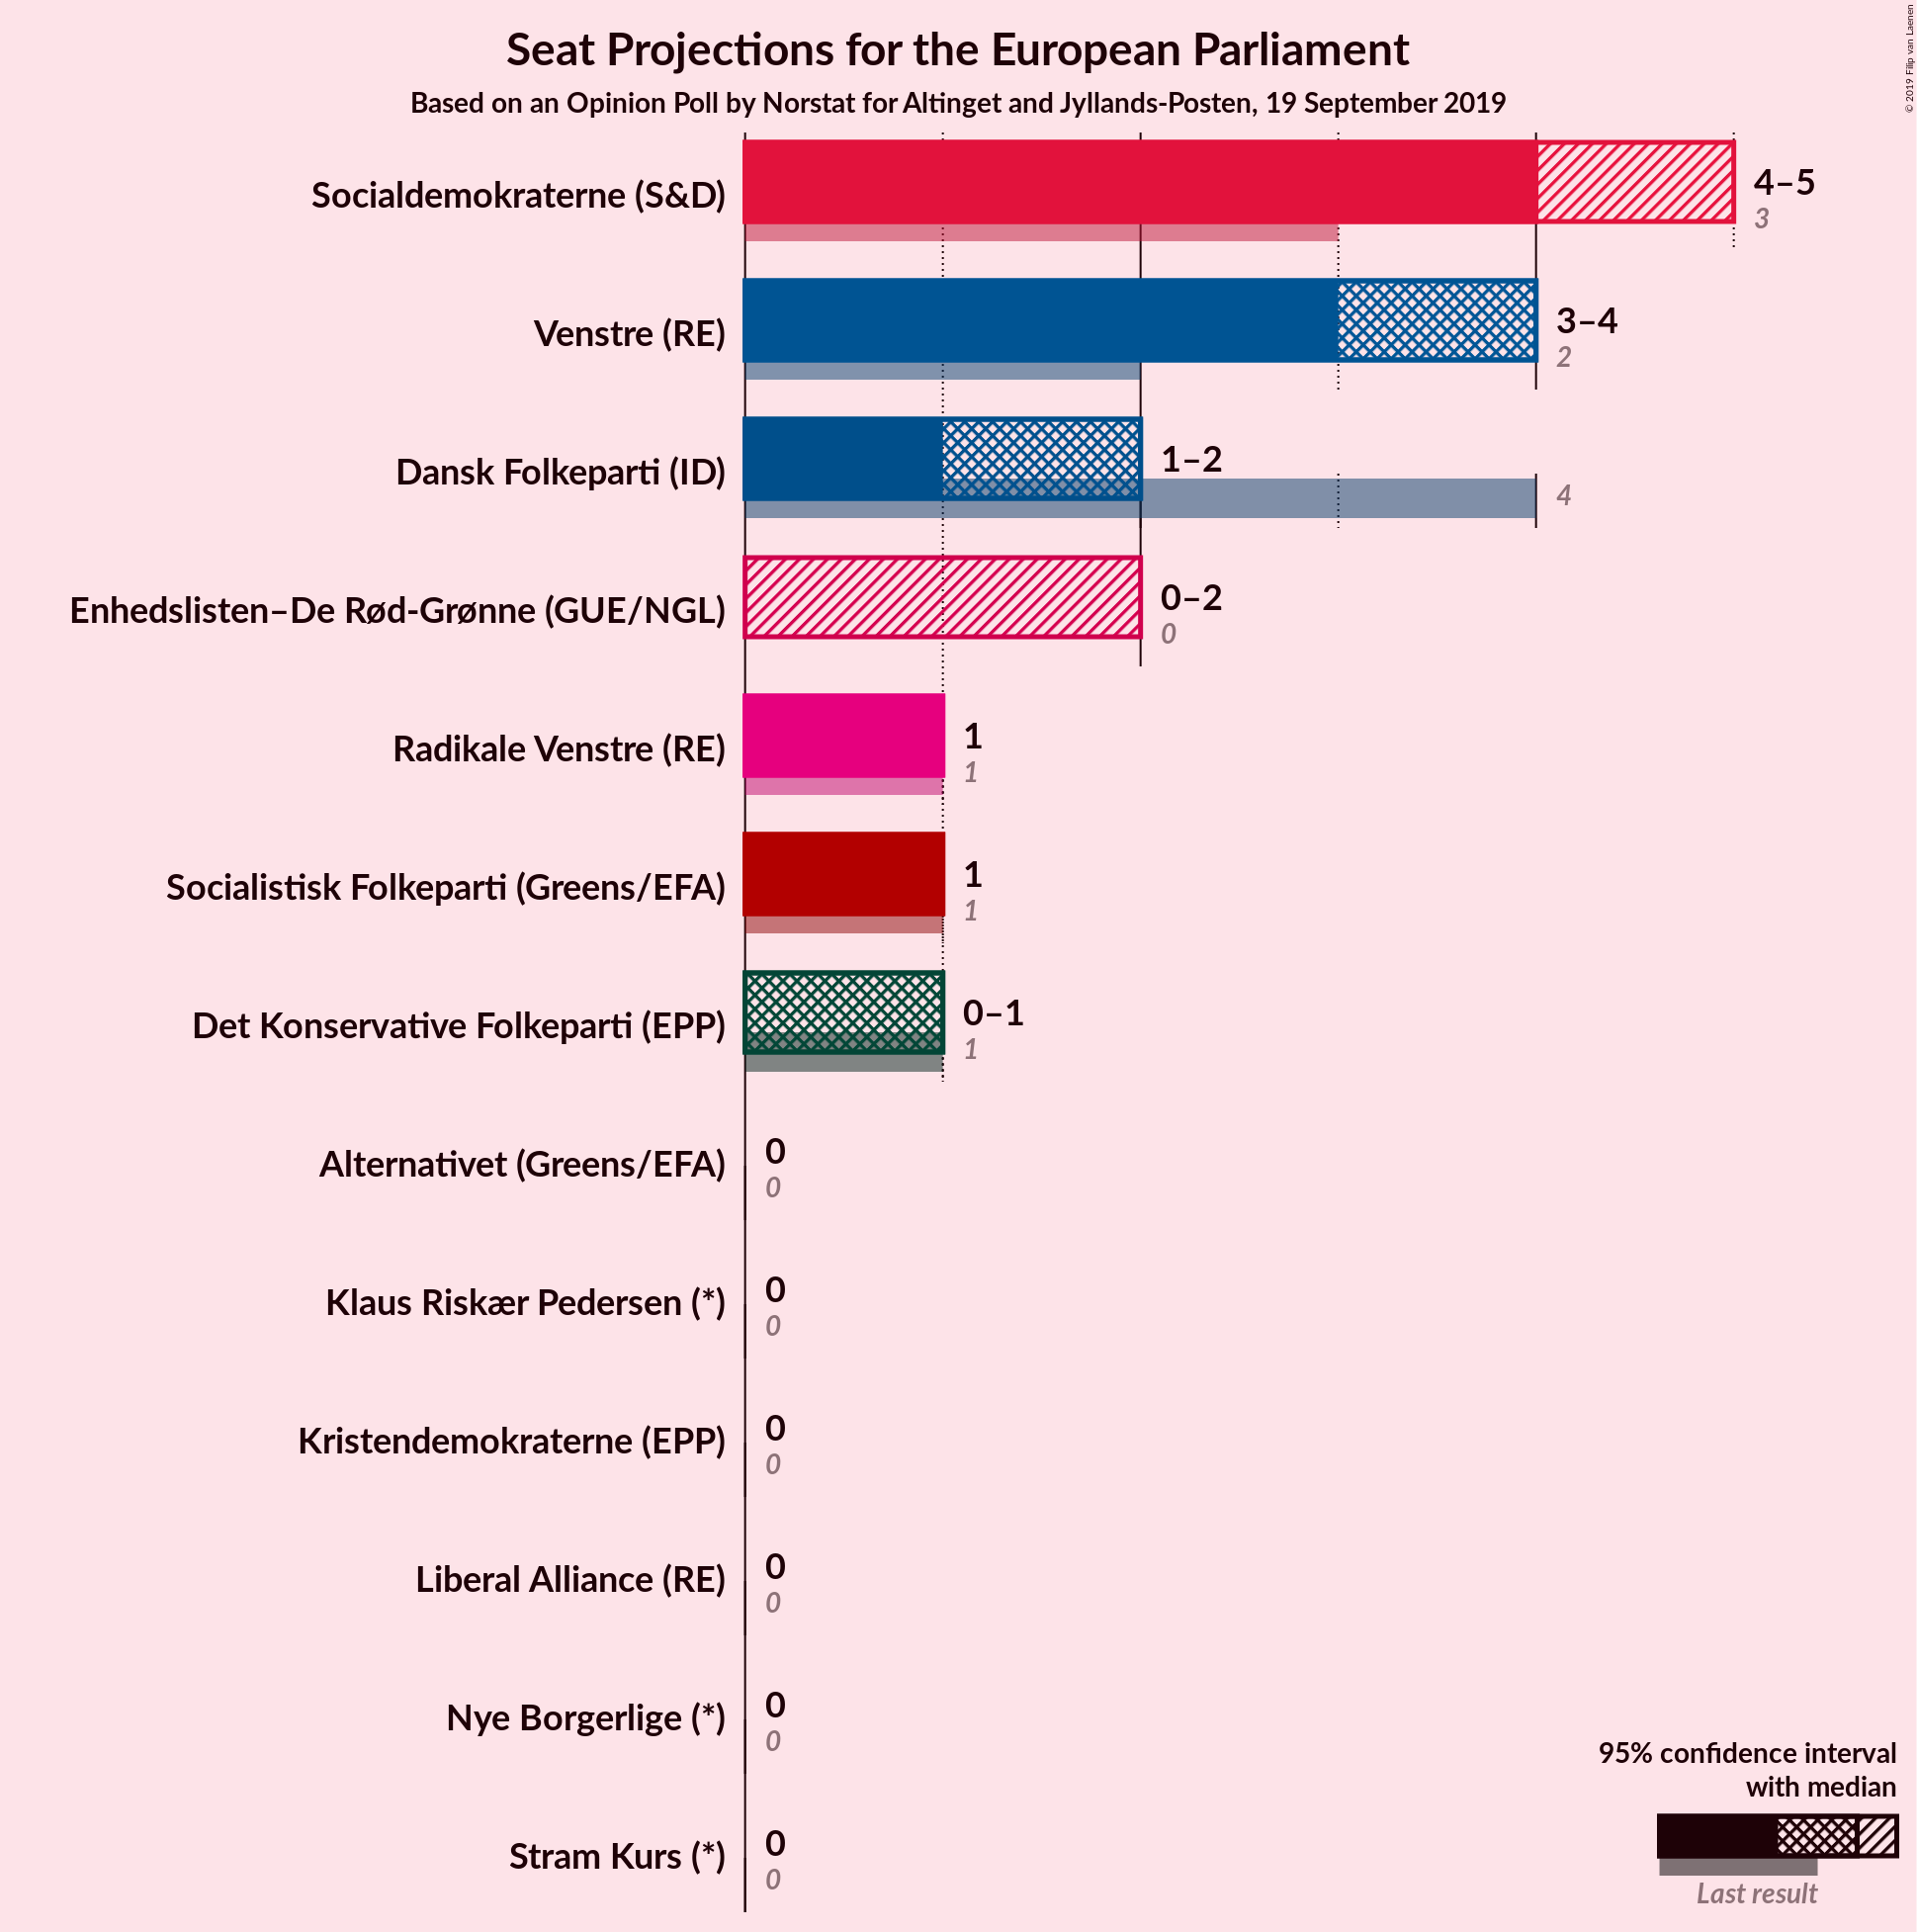 Seat Projections for the European Parliament
Based on an Opinion Poll by Norstat for Altinget and Jyllands-Posten, 19 September 2019
© 2019 Filip van Laenen
Socialdemokraterne (S&D)
4–5
3
Venstre (RE)
3–4
2
Dansk Folkeparti (ID)
1–2
4
Enhedslisten–De Rød-Grønne (GUE/NGL)
0–2
0
Radikale Venstre (RE)
1
1
Socialistisk Folkeparti (Greens/EFA)
1
1
Det Konservative Folkeparti (EPP)
0–1
1
Alternativet (Greens/EFA)
0
0
Klaus Riskær Pedersen (*)
0
0
Kristendemokraterne (EPP)
0
0
Liberal Alliance (RE)
0
0
Nye Borgerlige (*)
0
0
Stram Kurs (*)
0
0
95% confidence interval
with median
Last result